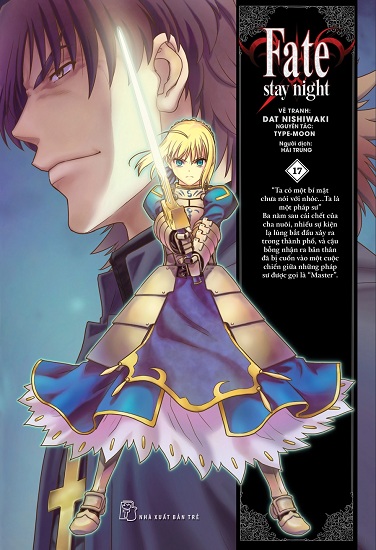 Fate
stay night
VẼ TRANH:
DAT NISHIWAKI
NGUYÊN TÁC:
TYPE-MOON
NGƯỜI DỊCH
HẢI TRUNG
17
"Ta có một bí mật
chưa nói với nhóc...Ta là
một pháp sư"
Ba năm sau cái chết của
cha nuôi, nhiều sự kiện
lạ lùng bắt đầu xảy ra
trong thành phố, và cậu
bỗng nhận ra bản thân
đã bị cuốn vào một cuộc
chiến giữa những pháp
sư được gọi là "Master".
NHÀ XUẤT BẢN TRẺ